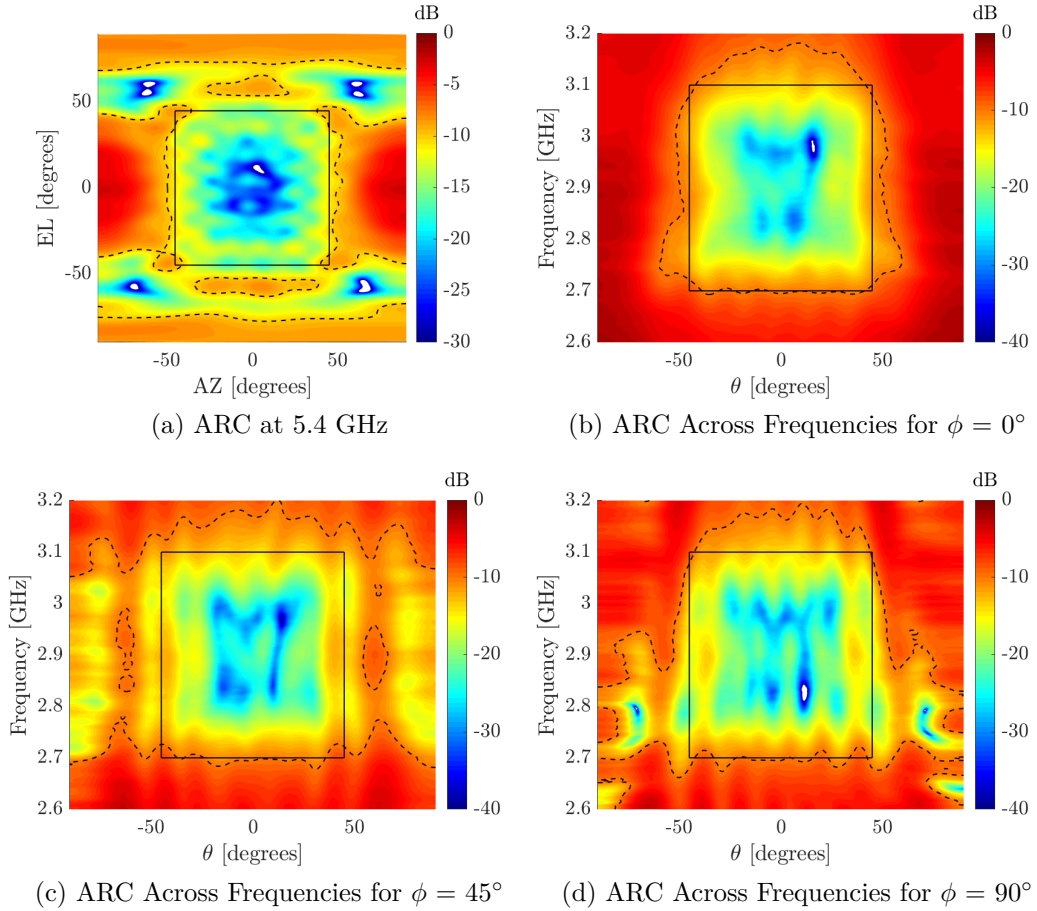 dB
0
-5
-10
-15
-20
-25
-30
50
0
-50
EL [degrees]
-50 0 50
AZ [degrees]
(a) ARC at 5.4 GHz
dB
0
-10
-20
-30
-40
3.2
3.1
3
2.9
2.8
2.7
2.6
Frequency [GHz]
-50 0 50
θ [degrees]
(b) ARC Across Frequencies for ϕ = 0°
dB
0
-10
-20
-30
-40
3.2
3.1
3
2.9
2.8
2.7
2.6
Frequency [GHz]
-50 0 50
θ [degrees]
(c) ARC Across Frequencies for ϕ = 45°
dB
0
-10
-20
-30
-40
3.2
3.1
3
2.9
2.8
2.7
2.6
Frequency [GHz]
-50 0 50
θ [degrees]
(d) ARC Across Frequencies for ϕ = 90°